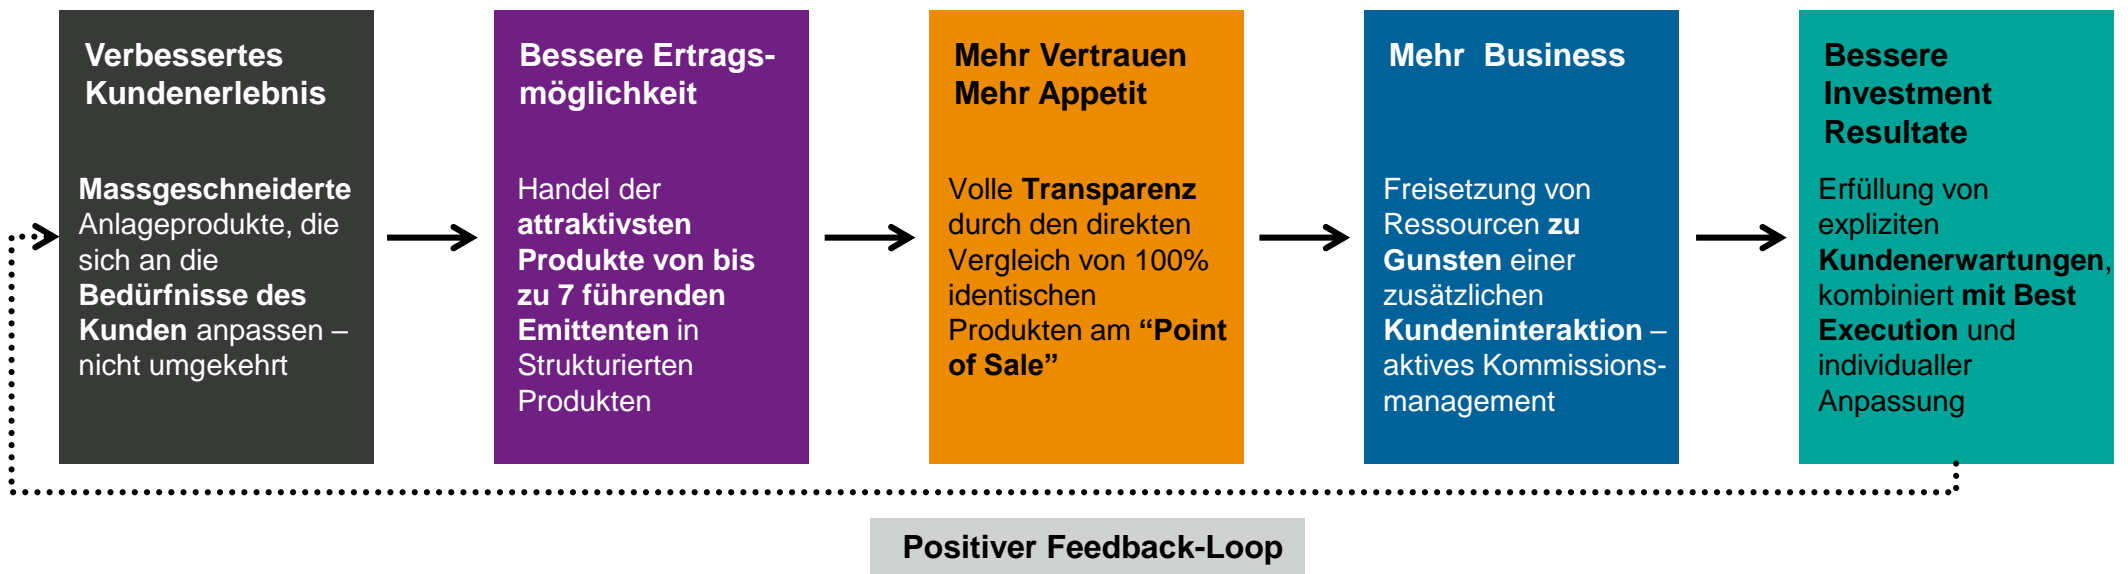 Verbessertes
Kundenerlebnis
Massgeschneiderte
Anlageprodukte, die
sich an die
Bedürfnisse des
Kunden anpassen –
nicht umgekehrt
Bessere Ertrags-
möglichkeit
Handel der
attraktivsten
Produkte von bis
zu 7 führenden
Emittenten in
Strukturierten
Produkten
Mehr Vertrauen
Mehr Appetit
Volle Transparenz
durch den direkten
Vergleich von 100%
identischen
Produkten am “Point
of Sale”
Mehr  Business
Freisetzung von
Ressourcen zu
Gunsten einer
zusätzlichen
Kundeninteraktion –
aktives Kommissions-
management
Bessere
Investment
Resultate
Erfüllung von
expliziten
Kundenerwartungen,
kombiniert mit Best
Execution und
individualler
Anpassung
Positiver Feedback-Loop